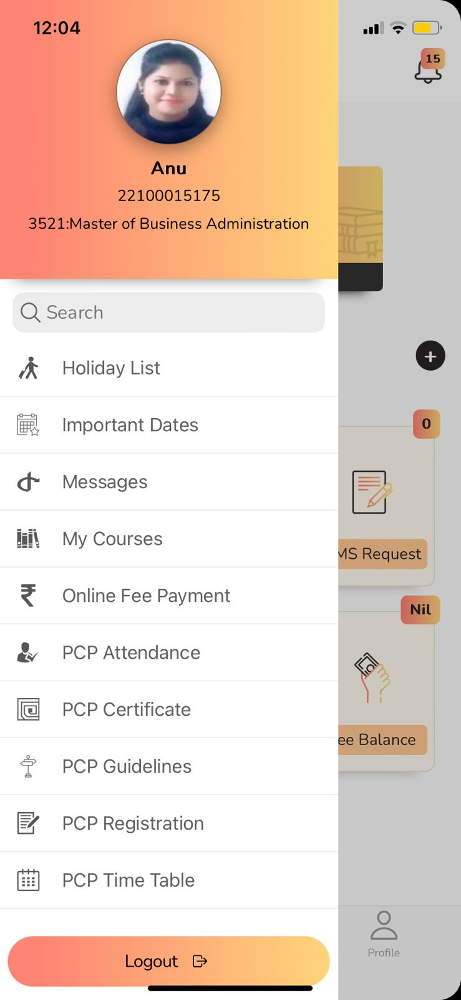 12:04
15
Anu
22100015175
3521:Master of Business Administration
Search
Holiday List
Important Dates
Messages
My Courses
Online Fee Payment
PCP Attendance
PCP Certificate
PCP Guidelines
PCP Registration
PCP Time Table
Logout
0
MS Request
Nil
ee Balance
Profile